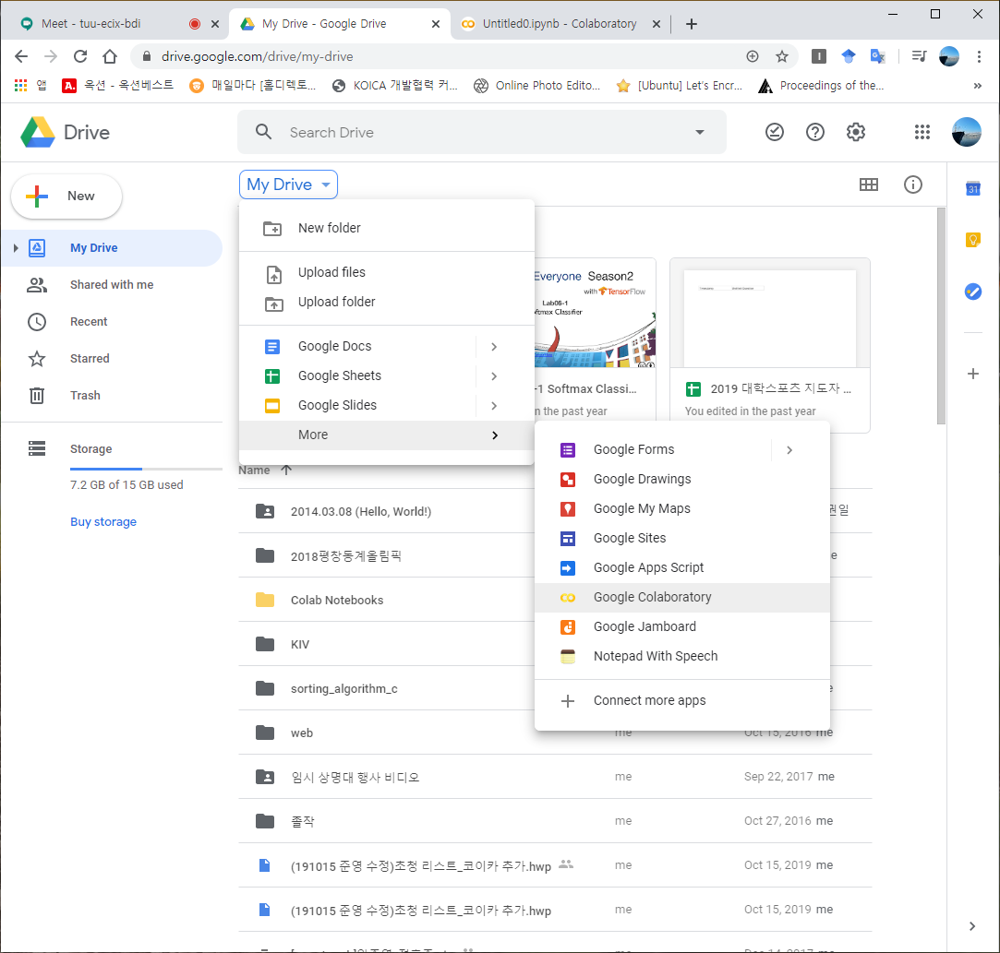 Meet - tuu-ecix-bdi
My Drive - Google Drive
Untitled0.ipynb - Colaboratory
drive.google.com/drive/my-drive
앱
A.
옥션 - 옥션베스트
매일마다 [홈디렉토...
KOICA 개발협력 커...
Online Photo Edito...
[Ubuntu] Let's Encr...
Proceedings of the...
Drive
Search Drive
New
My Drive
My Drive
Shared with me
Recent
Starred
Trash
Storage
7.2 GB of 15 GB used
Buy storage
31
New folder
Upload files
Upload folder
Google Docs
Google Sheets
Google Slides
More
Everyone Season2
with TensorFlow
Lab06-1
ftmax Classifier
-1 Softmax Classi...
n the past year
2019 대학스포츠 지도자 ...
You edited in the past year
Google Forms
Google Drawings
Google My Maps
Google Sites
Google Apps Script
Google Colaboratory
Google Jamboard
Notepad With Speech
Connect more apps
Name
2014.03.08 (Hello, World!)
2018평창동계올림픽
Colab Notebooks
KIV
sorting_algorithm_c
web me Oct 15, 2016 me
임시 상명대 행사 비디오 me Sep 22, 2017 me
졸작 me Oct 27, 2016 me
(191015 준영 수정)초청 리스트_코이카 추가.hwp me Oct 15, 2019 me
(191015 준영 수정)초청 리스트_코이카 추가.hwp me Oct 15, 2019 me